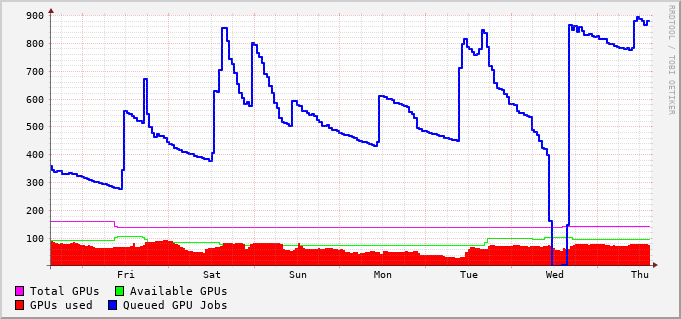 900
800
700
600
500
400
300
200
100
Fri Sat Sun Mon Tue Wed Thu
Total GPUs Available GPUs
GPUs used Queued GPU Jobs
RRDTOOL / TOBI OETIKER